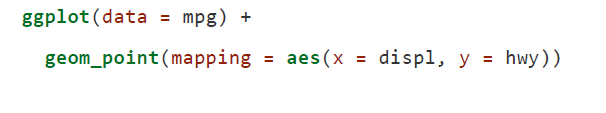 ggplot(data = mpg) +
geom_point(mapping = aes(x = displ, y = hwy))